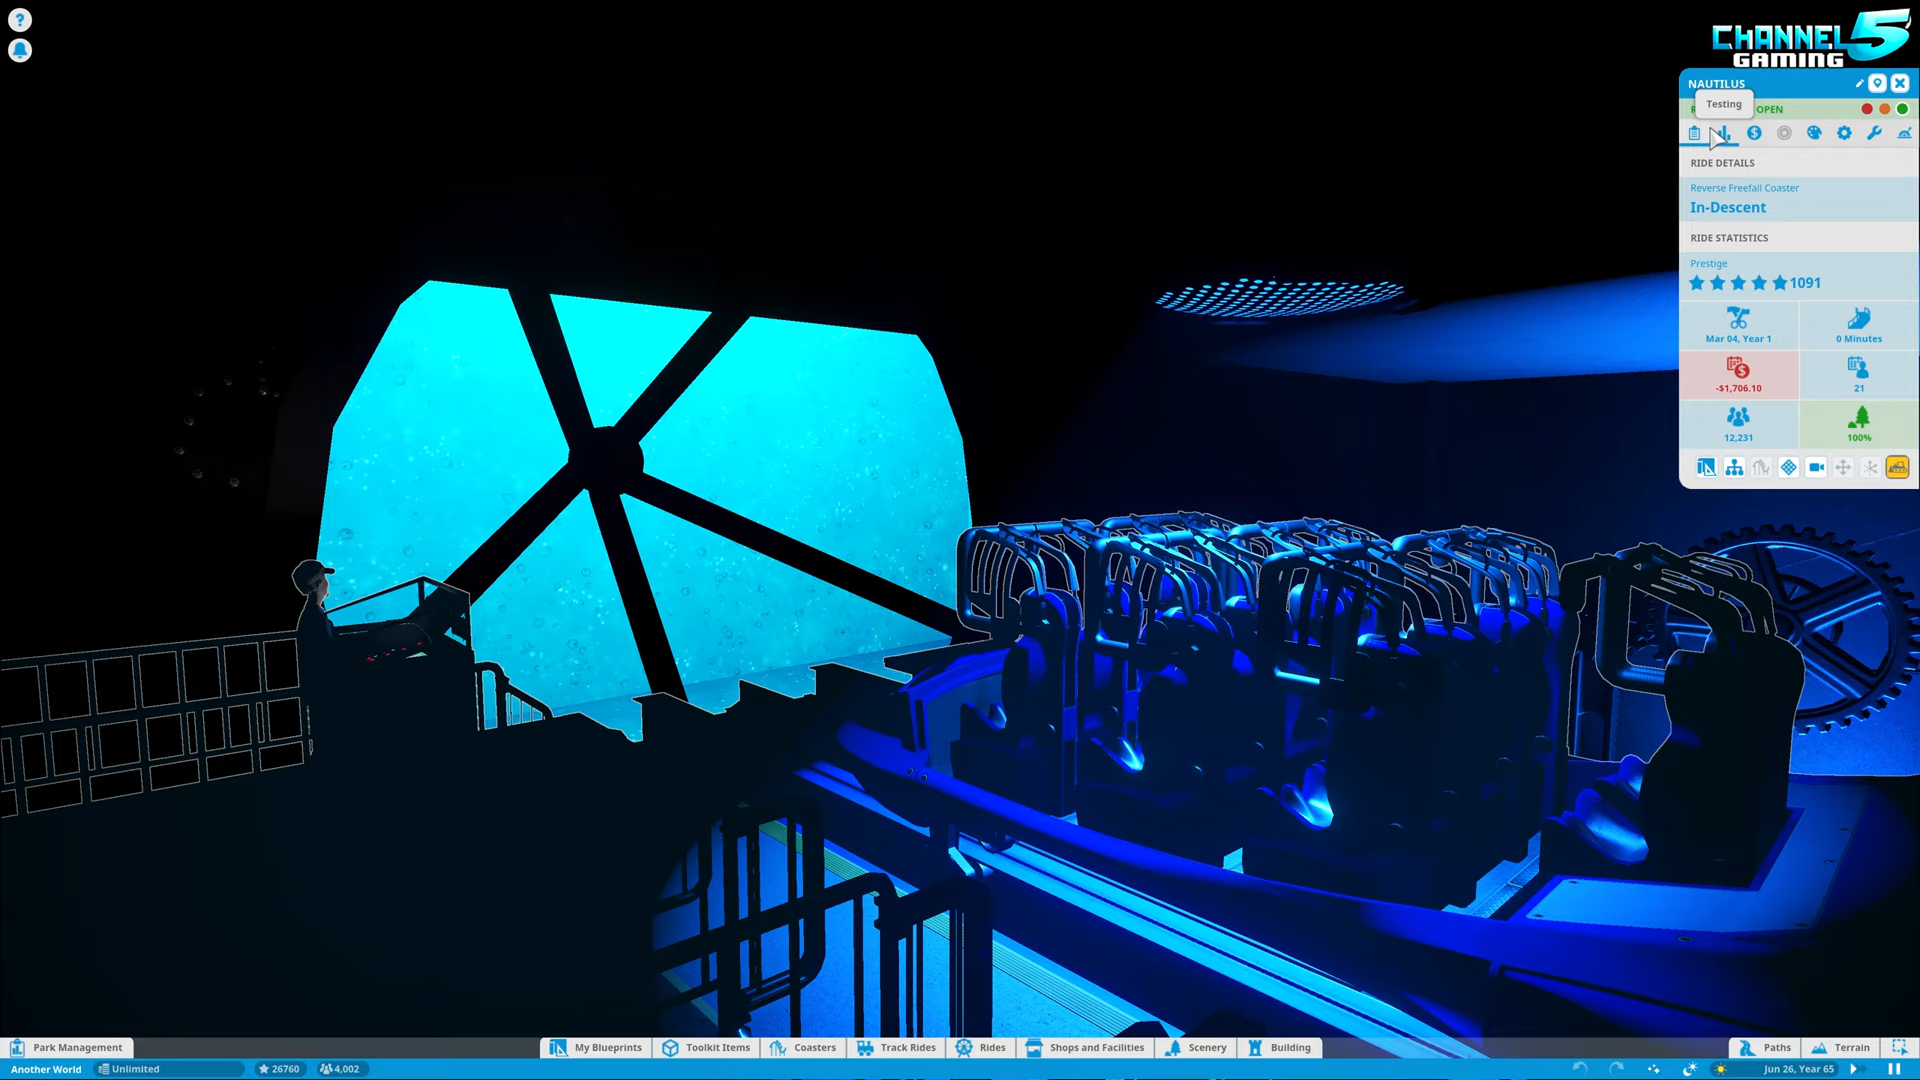 ?
CHANNEL 5
GAMING
NAUTILUS
Testing
OPEN
RIDE DETAILS
Reverse Freefall Coaster
In-Descent
RIDE STATISTICS
Prestige
1091
Mar 04, Year 1
0 Minutes
-$1,706.10
21
12,231
100%
Park Management
My Blueprints
Toolkit Items
Coasters
Track Rides
Rides
Shops and Facilities
Scenery
Building
Paths
Terrain
Another World
Unlimited
26760
4,002
Jun 26, Year 65